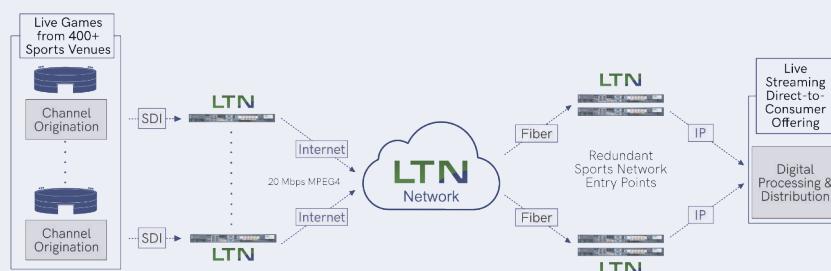 Live Games
from 400+
Sports Venues
Channel
Origination
SDI
LTN
Internet
20 Mbps MPEG4
Channel
Origination
SDI
LTN
Internet
LTN
Network
Fiber
Fiber
LTN
Redundant
Sports Network
Entry Points
LTN
IP
IP
Live
Streaming
Direct-to-
Consumer
Offering
Digital
Processing &
Distribution